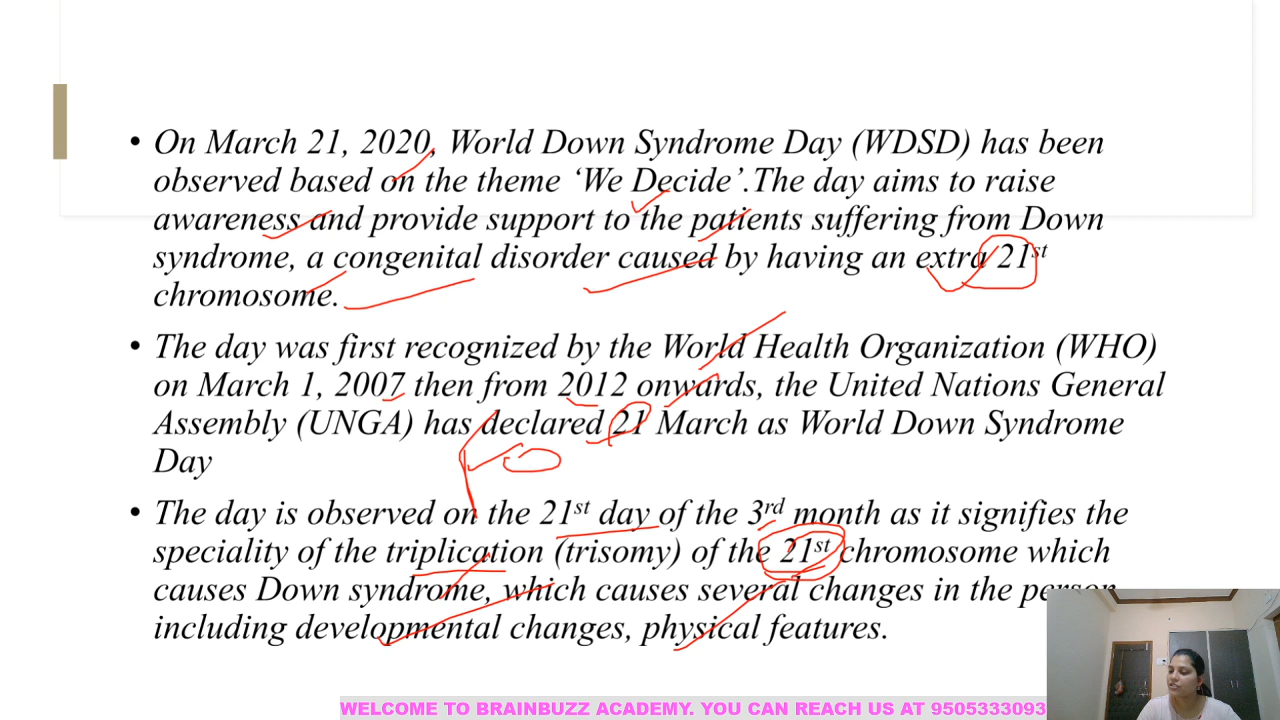 • On March 21, 2020, World Down Syndrome Day (WDSD) has been
observed based on the theme ‘We Decide’.The day aims to raise
awareness and provide support to the patients suffering from Down
syndrome, a congenital disorder caused by having an extra 21st
chromosome.
• The day was first recognized by the World Health Organization (WHO)
on March 1, 2007 then from 2012 onwards, the United Nations General
Assembly (UNGA) has declared 21 March as World Down Syndrome
Day
• The day is observed on the 21st day of the 3rd month as it signifies the
speciality of the triplication (trisomy) of the 21st chromosome which
causes Down syndrome, which causes several changes in the person
including developmental changes, physical features.
WELCOME TO BRAINBUZZ ACADEMY. YOU CAN REACH US AT 9505333093